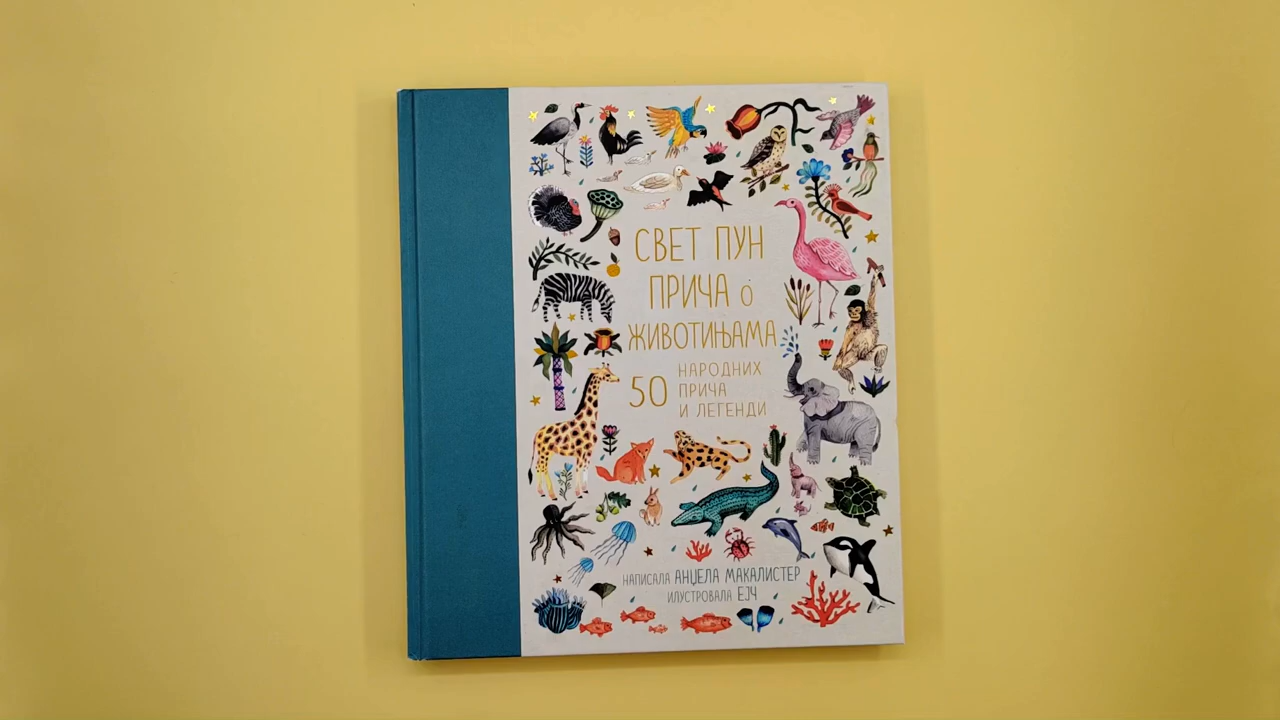 СВЕТ ПУН
ПРИЧА О
ЖИВОТИЊАМА
50 НАРОДНИХ
ПРИЧА
И ЛЕГЕНДИ
НАПИСАЛА АНЏЕЛА МАКАЛИСТЕР
ИЛУСТРОВАЛА ЕЈЧ